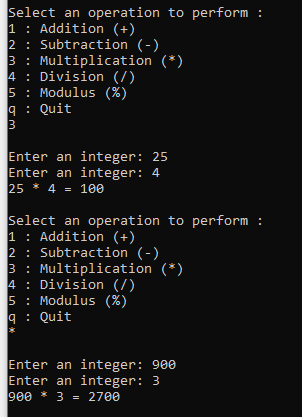 Select an operation to perform :
1 : Addition (+)
2 : Subtraction (-)
3 : Multiplication (*)
4 : Division (/)
5 : Modulus (%)
q : Quit
3
Enter an integer: 25
Enter an integer: 4
25 * 4 = 100
Select an operation to perform :
1 : Addition (+)
2 : Subtraction (-)
3 : Multiplication (*)
4 : Division (/)
5 : Modulus (%)
q : Quit
*
Enter an integer: 900
Enter an integer: 3
900 * 3 = 2700